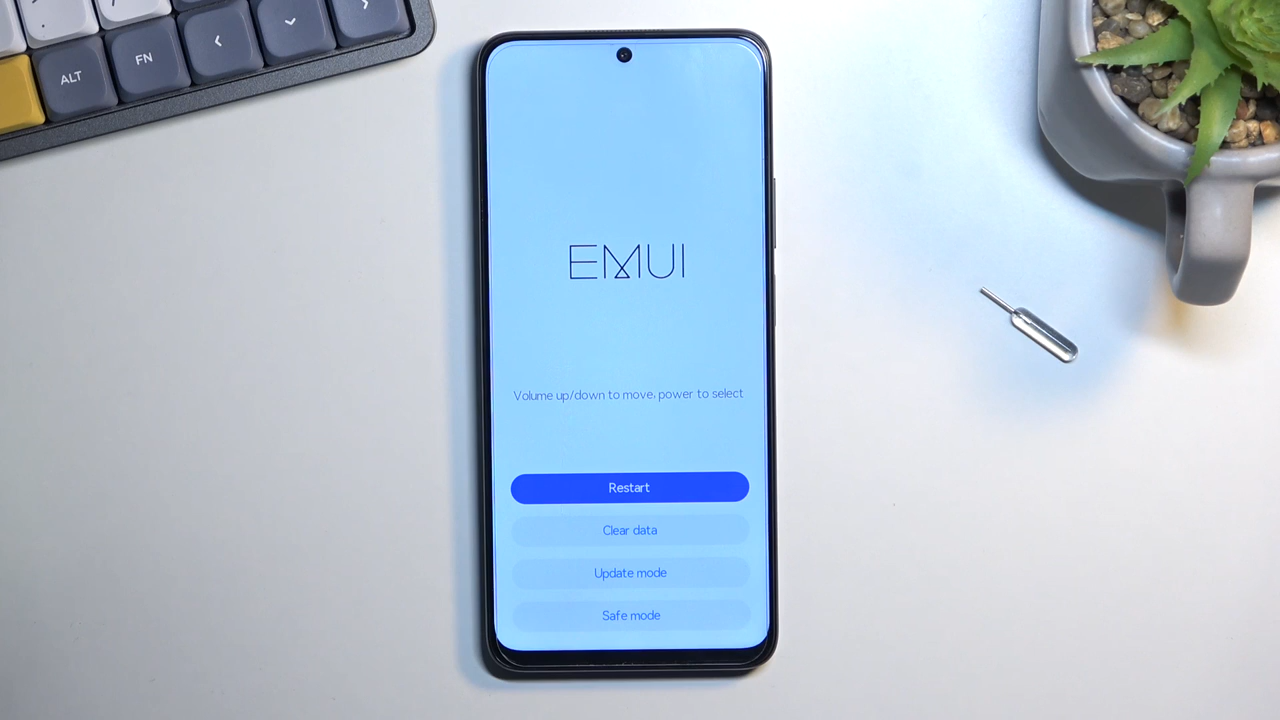 ALT
FN
EMUI
Volume up/down to move, power to select
Restart
Clear data
Update mode
Safe mode